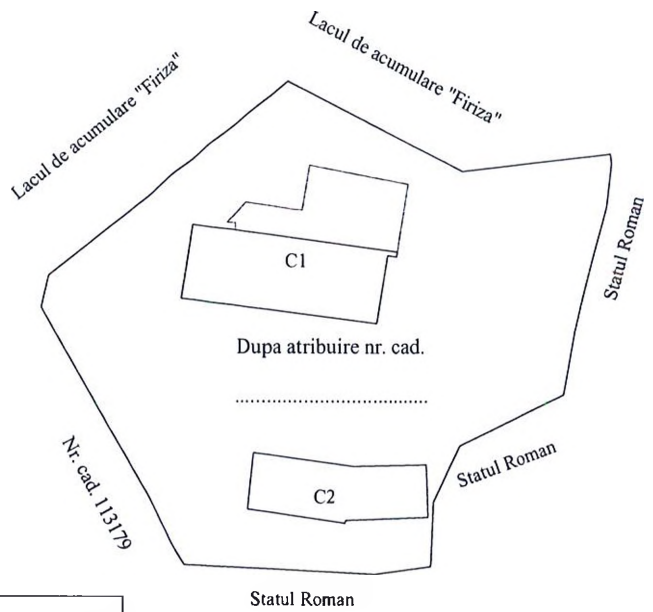 Lacul de acumulare "Firiza"
Lacul de acumulare "Firiza"
Statul Roman
C1
Dupa atribuire nr. cad.
.....................................
Nr. cad. 113179
C2
Statul Roman
Statul Roman